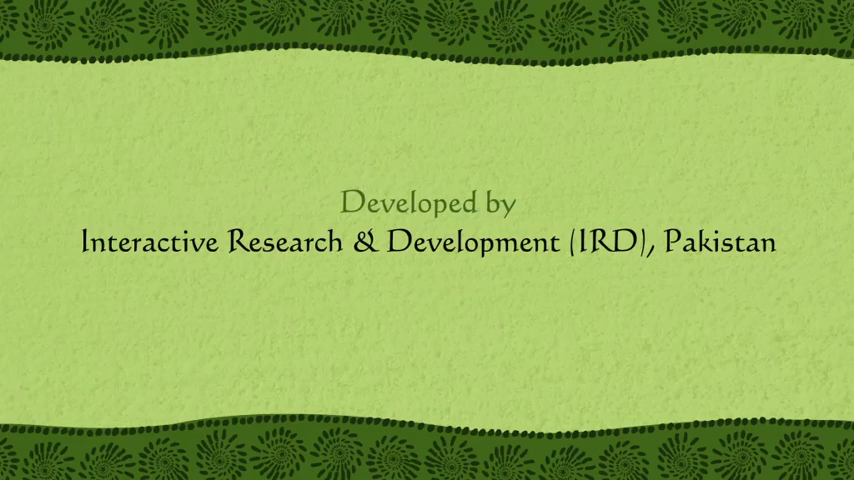 Developed by
Interactive Research & Development (IRD), Pakistan